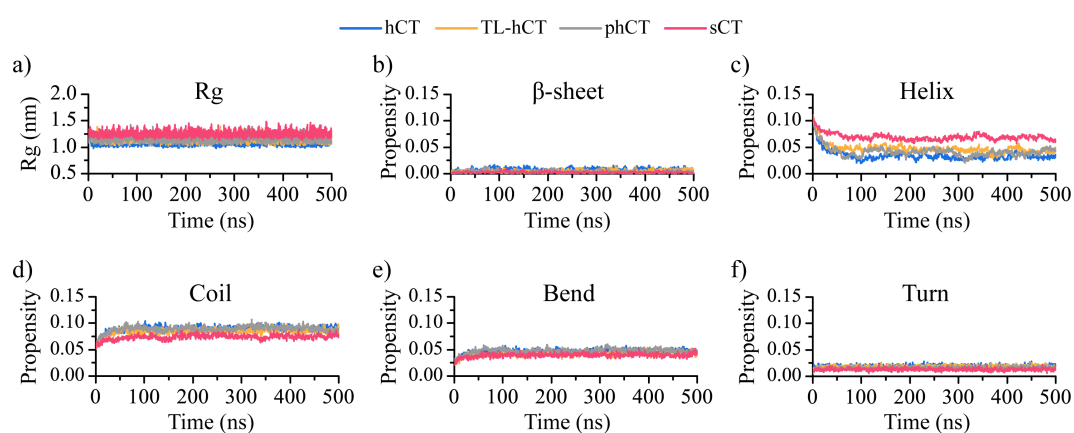 hCT TL-hCT phCT sCT
a) b) c)
Rg β-sheet Helix
Rg (nm)
2.0
1.5
1.0
0.5
0 100 200 300 400 500
Time (ns)
Propensity
0.15
0.10
0.05
0.00
0 100 200 300 400 500
Time (ns)
Propensity
0.15
0.10
0.05
0.00
0 100 200 300 400 500
Time (ns)
d) e) f)
Coil Bend Turn
Propensity
0.15
0.10
0.05
0.00
0 100 200 300 400 500
Time (ns)
Propensity
0.15
0.10
0.05
0.00
0 100 200 300 400 500
Time (ns)
Propensity
0.15
0.10
0.05
0.00
0 100 200 300 400 500
Time (ns)